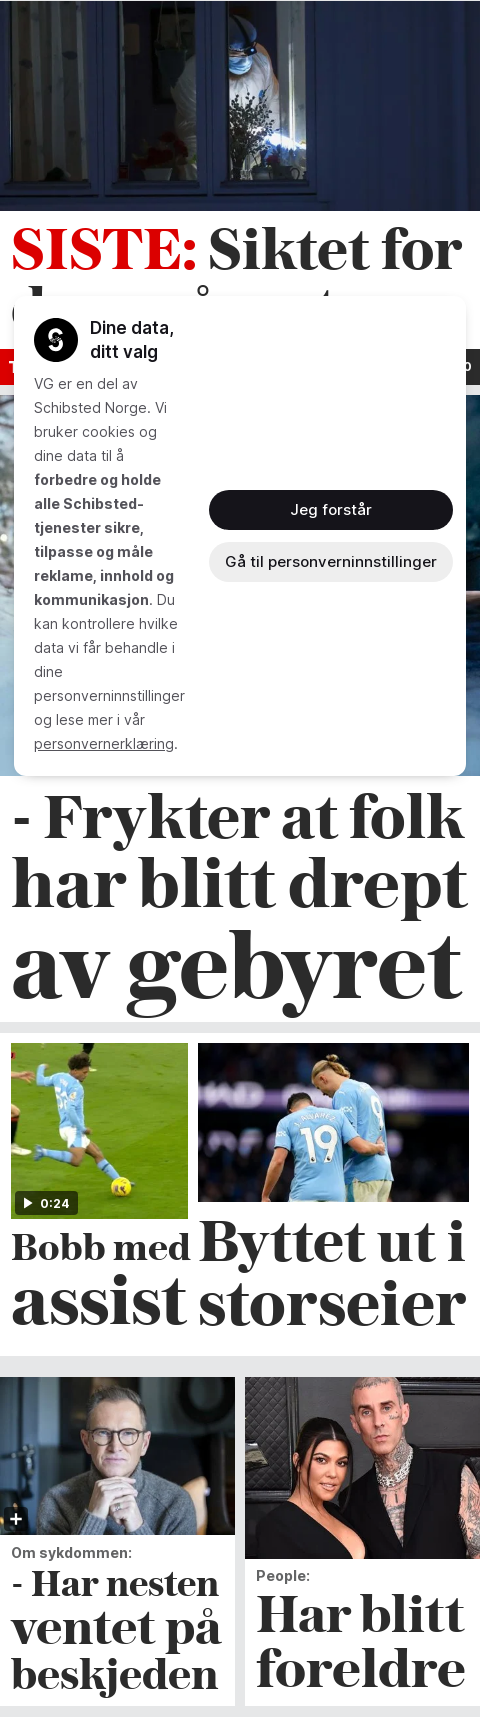 SISTE: Siktet for
Dine data,
ditt valg
VG er en del av
Schibsted Norge. Vi
bruker cookies og
dine data til å
forbedre og holde
alle Schibsted-
tjenester sikre,
tilpasse og måle
reklame, innhold og
kommunikasjon. Du
kan kontrollere hvilke
data vi får behandle i
dine
personverninnstillinger
og lese mer i vår
personvernerklæring.
Jeg forstår
Gå til personverninnstillinger
- Frykter at folk
har blitt drept
av gebyret
0:24
ALVAREZ
19
9
Bobb med
assist
Byttet ut i
storseier
Om sykdommen:
- Har nesten
ventet på
beskjeden
People:
Har blitt
foreldre